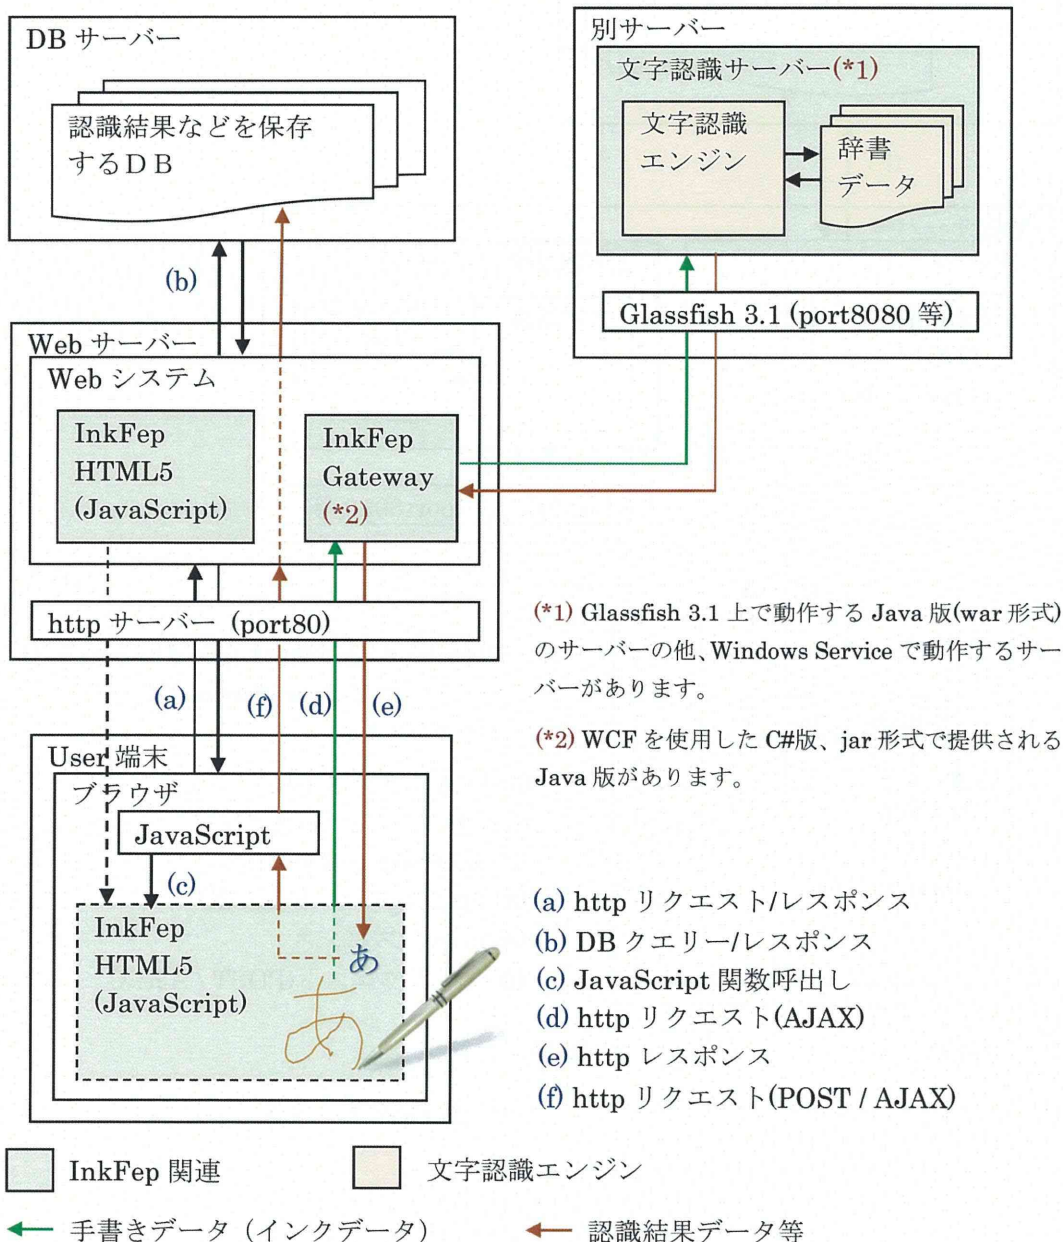 DB サーバー
認識結果などを保存
するＤＢ
別サーバー
文字認識サーバー(*1)
文字認識
エンジン
辞書
データ
Glassfish 3.1 (port8080 等)
(b)
Web サーバー
Web システム
InkFep
HTML5
(JavaScript)
InkFep
Gateway
(*2)
http サーバー (port80)
(a)
(f)
(d)
(e)
User 端末
ブラウザ
JavaScript
(c)
InkFep
HTML5
(JavaScript)
あ
あ
(*1) Glassfish 3.1 上で動作する Java 版(war 形式)
のサーバーの他、Windows Service で動作するサー
バーがあります。
(*2) WCF を使用した C#版、jar 形式で提供される
Java 版があります。
(a) http リクエスト/レスポンス
(b) DB クエリー/レスポンス
(c) JavaScript 関数呼出し
(d) http リクエスト(AJAX)
(e) http レスポンス
(f) http リクエスト(POST / AJAX)
InkFep 関連
文字認識エンジン
手書きデータ（インクデータ）
認識結果データ等